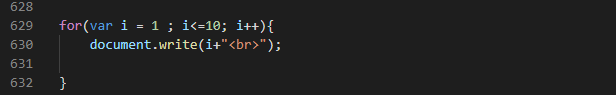 628
629 for(var i = 1 ; i<=10; i++){
630 document.write(i+"<br>");
631
632 }